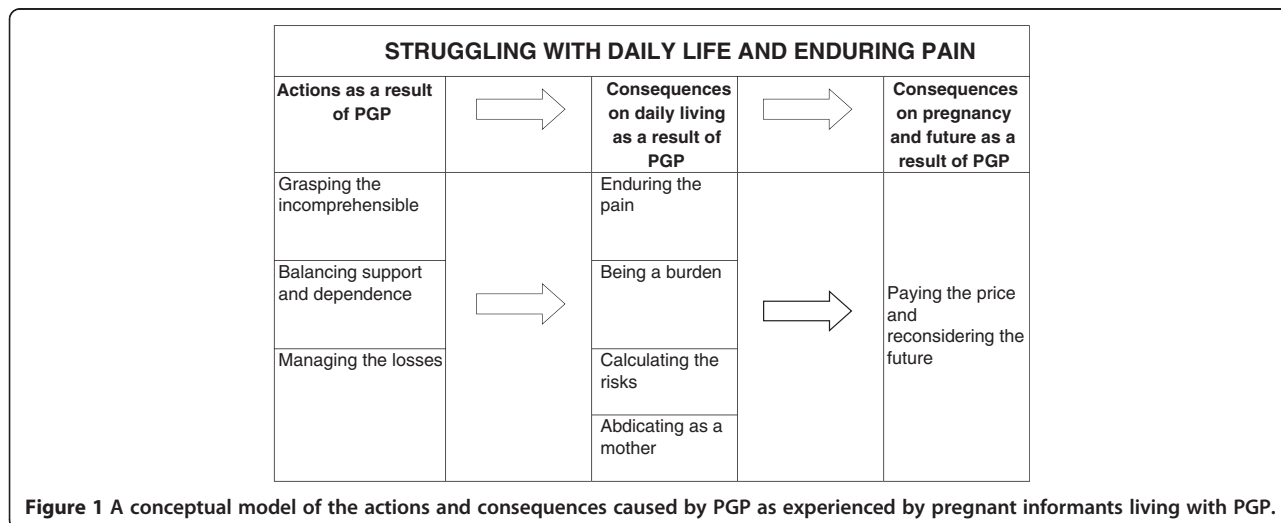 STRUGGLING WITH DAILY LIFE AND ENDURING PAIN
Actions as a result
of PGP
Consequences
on daily living
as a result of
PGP
Consequences
on pregnancy
and future as a
result of PGP
Grasping the
incomprehensible
Balancing support
and dependence
Managing the losses
Enduring the
pain
Being a burden
Calculating the
risks
Abdicating as a
mother
Paying the price
and
reconsidering the
future
Figure 1 A conceptual model of the actions and consequences caused by PGP as experienced by pregnant informants living with PGP.